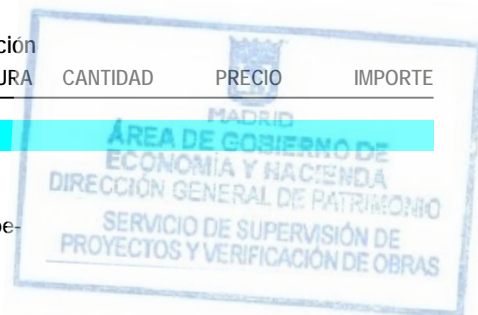 ción
URA CANTIDAD PRECIO IMPORTE
MADRID
ÁREA DE GOBIERNO DE
ECONOMÍA Y HACIENDA
DIRECCIÓN GENERAL DE PATRIMONIO
pe-
SERVICIO DE SUPERVISIÓN DE
PROYECTOS Y VERIFICACIÓN DE OBRAS